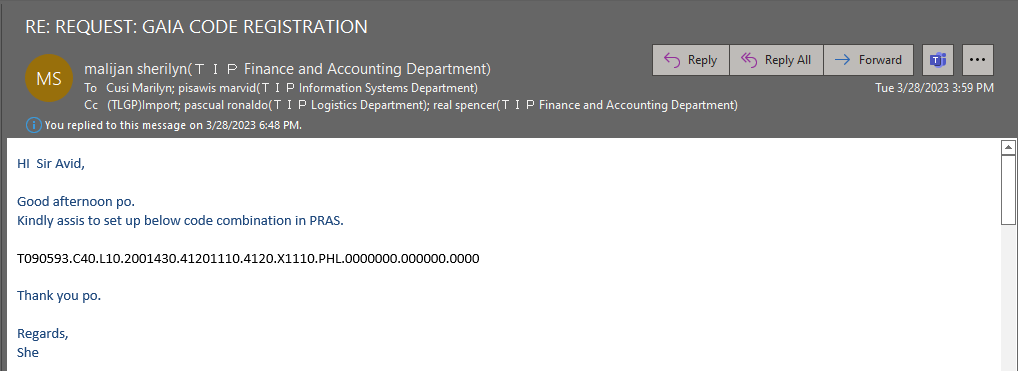 RE: REQUEST: GAIA CODE REGISTRATION
MS
malijan sherilyn(ＴＩＰ Finance and Accounting Department)
Reply
Reply All
Forward
To Cusi Marilyn; pisawis marvid(ＴＩＰ Information Systems Department)
Tue 3/28/2023 3:59 PM
Cc (TLGP)Import; pascual ronaldo(ＴＩＰ Logistics Department); real spencer(ＴＩＰ Finance and Accounting Department)
You replied to this message on 3/28/2023 6:48 PM.
HI Sir Avid,
Good afternoon po.
Kindly assis to set up below code combination in PRAS.
T090593.C40.L10.2001430.41201110.4120.X1110.PHL.0000000.000000.0000
Thank you po.
Regards,
She